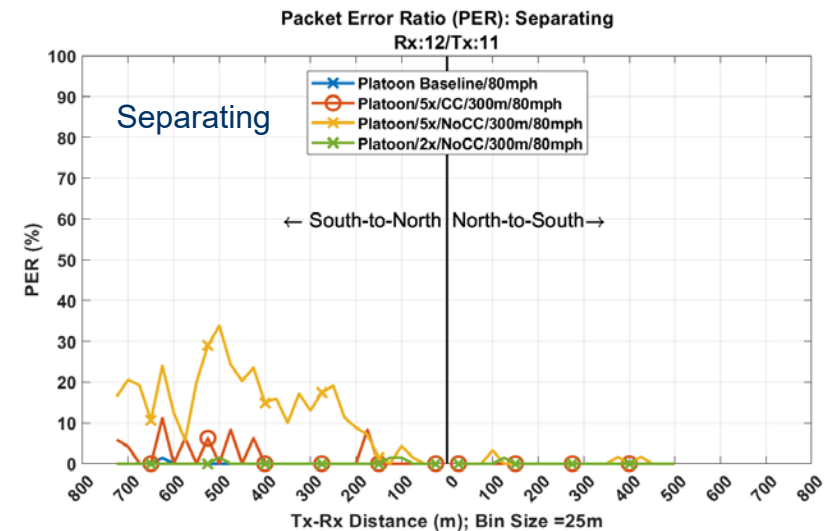 Packet Error Ratio (PER): Separating
Rx:12/Tx:11
PER (%)
100
90
80
70
60
50
40
30
20
10
0
Separating
Platoon Baseline/80mph
Platoon/5x/CC/300m/80mph
Platoon/5x/NoCC/300m/80mph
Platoon/2x/NoCC/300m/80mph
← South-to-North North-to-South→
800 700 600 500 400 300 200 100 0 100 200 300 400 500 600 700 800
Tx-Rx Distance (m); Bin Size =25m